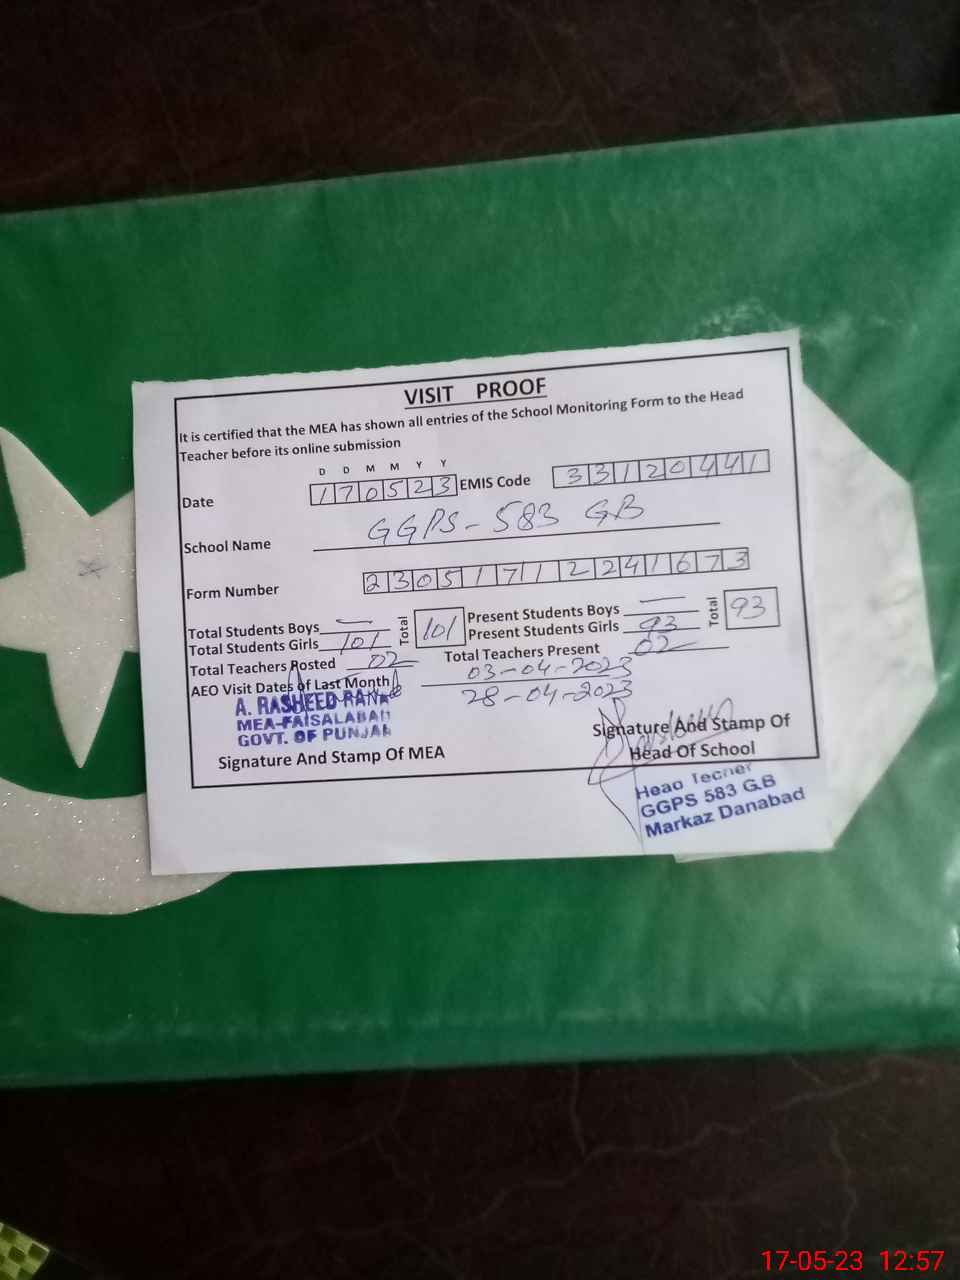 VISIT PROOF
It is certified that the MEA has shown all entries of the School Monitoring Form to the Head
Teacher before its online submission
D D M M Y Y
Date 170523 EMIS Code 33120441
School Name GGPS-583 GB
Form Number 2305171122241673
Total Students Boys — Total 101 Present Students Boys — Total 93
Total Students Girls 101 Present Students Girls 93
Total Teachers Posted 02 Total Teachers Present 02
AEO Visit Dates of Last Month 03-04-2023
28-04-2023
A. RASHEED RANA
MEA-FAISALABAD
GOVT. OF PUNJAB
Signature And Stamp Of MEA
Signature And Stamp Of
Head Of School
Head Techer
GGPS 583 G.B
Markaz Danabad
17-05-23 12:57